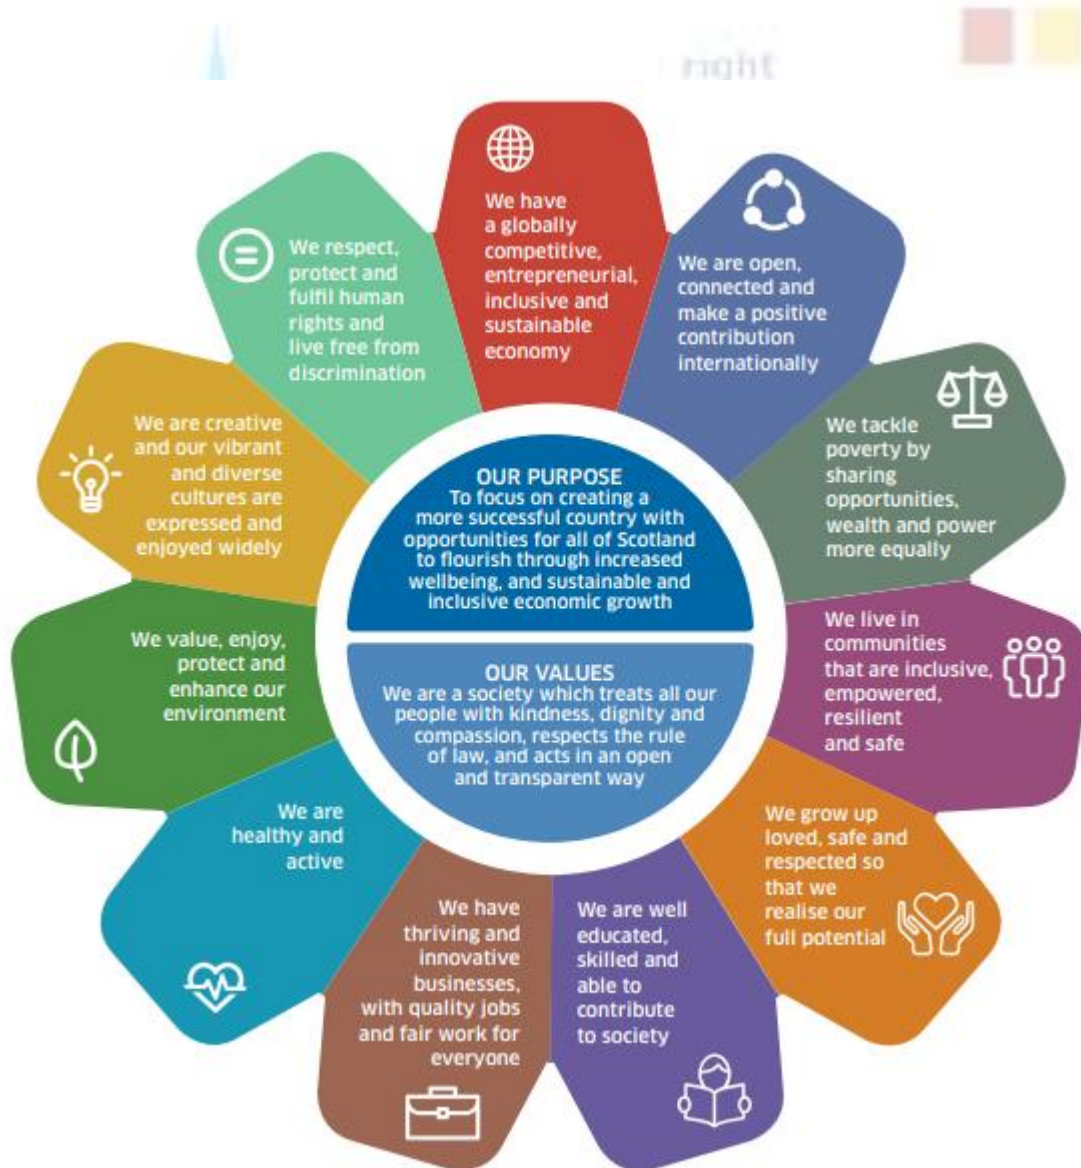 right
We have
a globally
competitive,
entrepreneurial,
inclusive and
sustainable
economy
We are open,
connected and
make a positive
contribution
internationally
We tackle
poverty by
sharing
opportunities,
wealth and power
more equally
We live in
communities
that are inclusive,
empowered,
resilient
and safe
We grow up
loved, safe and
respected so
that we
realise our
full potential
We are well
educated,
skilled and
able to
contribute
to society
We have
thriving and
innovative
businesses,
with quality jobs
and fair work for
everyone
We are
healthy and
active
We value, enjoy,
protect and
enhance our
environment
We are creative
and our vibrant
and diverse
cultures are
expressed and
enjoyed widely
We respect,
protect and
fulfil human
rights and
live free from
discrimination
OUR PURPOSE
To focus on creating a
more successful country with
opportunities for all of Scotland
to flourish through increased
wellbeing, and sustainable and
inclusive economic growth
OUR VALUES
We are a society which treats all our
people with kindness, dignity and
compassion, respects the rule
of law, and acts in an open
and transparent way